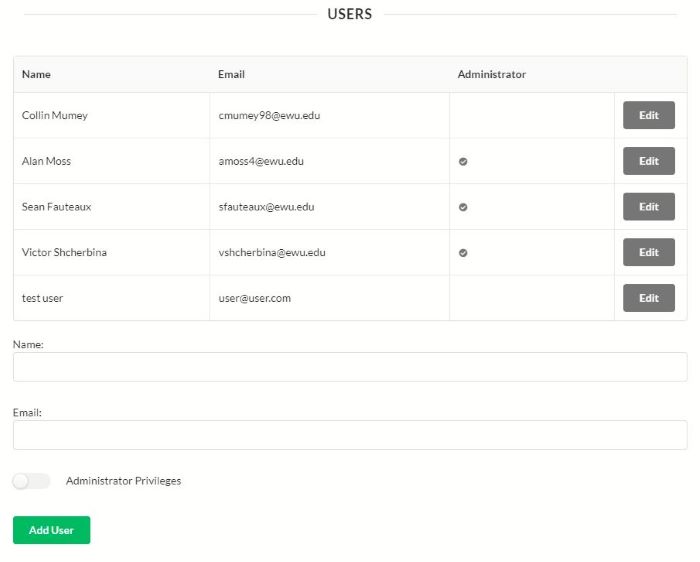 USERS
Name Email Administrator
Collin Mumey cmumey98@ewu.edu Edit
Alan Moss amoss4@ewu.edu Edit
Sean Fauteaux sfauteaux@ewu.edu Edit
Victor Shcherbina vshcherbina@ewu.edu Edit
test user user@user.com Edit
Name:
Email:
Administrator Privileges
Add User